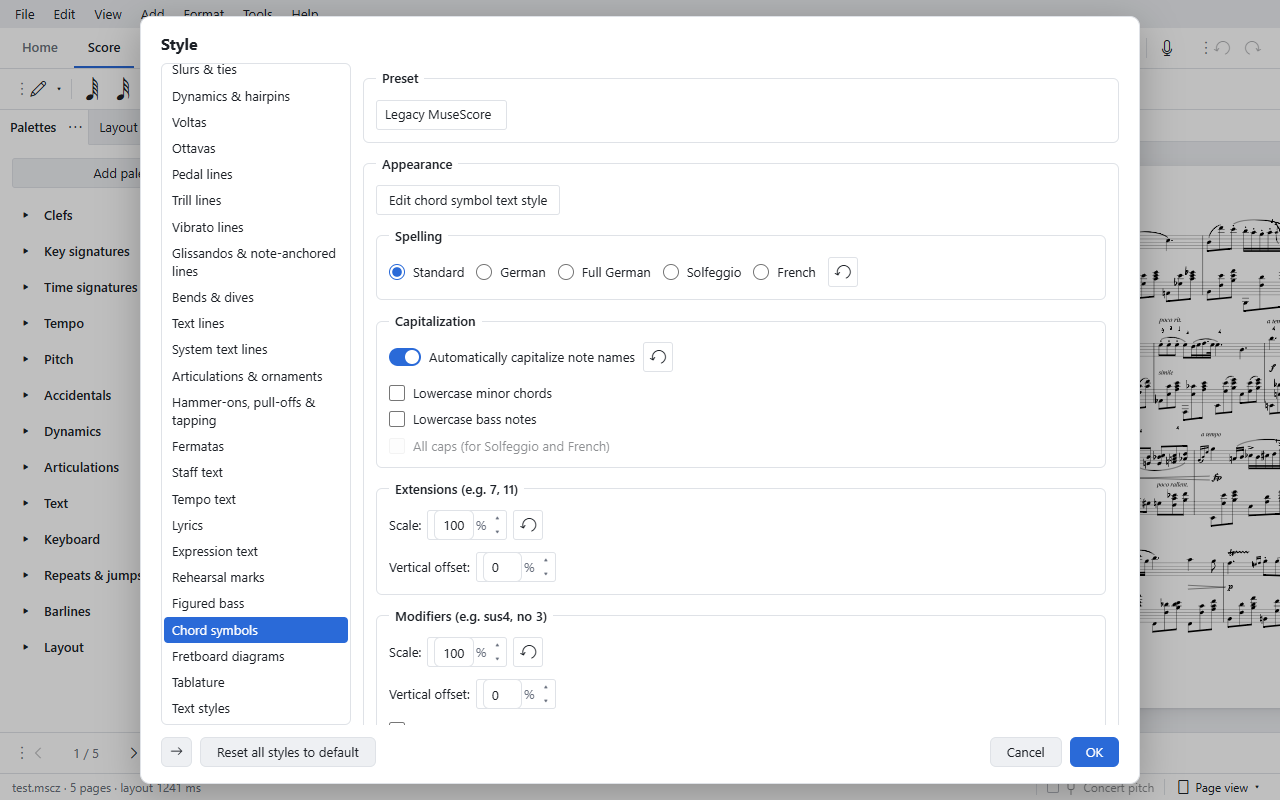 File Edit View Add Format Tools Help
Home Score
Palettes Layout
Clefs
Key signatures
Time signatures
Tempo
Pitch
Accidentals
Dynamics
Articulations
Text
Keyboard
Repeats & jumps
Barlines
Layout
1 / 5
test.mscz · 5 pages · layout 1241 ms
Style
Slurs & ties
Dynamics & hairpins
Voltas
Ottavas
Pedal lines
Trill lines
Vibrato lines
Glissandos & note-anchored
lines
Bends & dives
Text lines
System text lines
Articulations & ornaments
Hammer-ons, pull-offs &
tapping
Fermatas
Staff text
Tempo text
Lyrics
Expression text
Rehearsal marks
Figured bass
Chord symbols
Fretboard diagrams
Tablature
Text styles
Preset
Legacy MuseScore
Appearance
Edit chord symbol text style
Spelling
Standard German Full German Solfeggio French
Capitalization
Automatically capitalize note names
Lowercase minor chords
Lowercase bass notes
All caps (for Solfeggio and French)
Extensions (e.g. 7, 11)
Scale: 100 %
Vertical offset: 0 %
Modifiers (e.g. sus4, no 3)
Scale: 100 %
Vertical offset: 0 %
Reset all styles to default
Cancel OK
poco rit.
simile
a tempo
poco rallent.
Concert pitch Page view